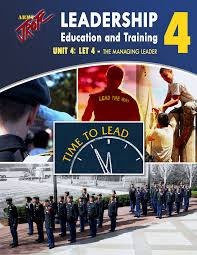 ARMY
JROTC
LEADERSHIP
Education and Training
4
UNIT 4: LET 4 - THE MANAGING LEADER
LEAD THE WAY
TIME TO LEAD